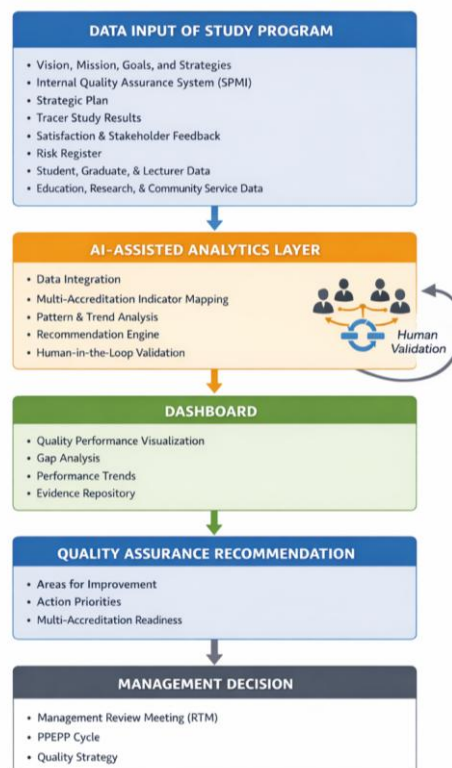 DATA INPUT OF STUDY PROGRAM
• Vision, Mission, Goals, and Strategies
• Internal Quality Assurance System (SPMI)
• Strategic Plan
• Tracer Study Results
• Satisfaction & Stakeholder Feedback
• Risk Register
• Student, Graduate, & Lecturer Data
• Education, Research, & Community Service Data
AI-ASSISTED ANALYTICS LAYER
• Data Integration
• Multi-Accreditation Indicator Mapping
• Pattern & Trend Analysis
• Recommendation Engine
• Human-in-the-Loop Validation
Human
Validation
DASHBOARD
• Quality Performance Visualization
• Gap Analysis
• Performance Trends
• Evidence Repository
QUALITY ASSURANCE RECOMMENDATION
• Areas for Improvement
• Action Priorities
• Multi-Accreditation Readiness
MANAGEMENT DECISION
• Management Review Meeting (RTM)
• PPEPP Cycle
• Quality Strategy